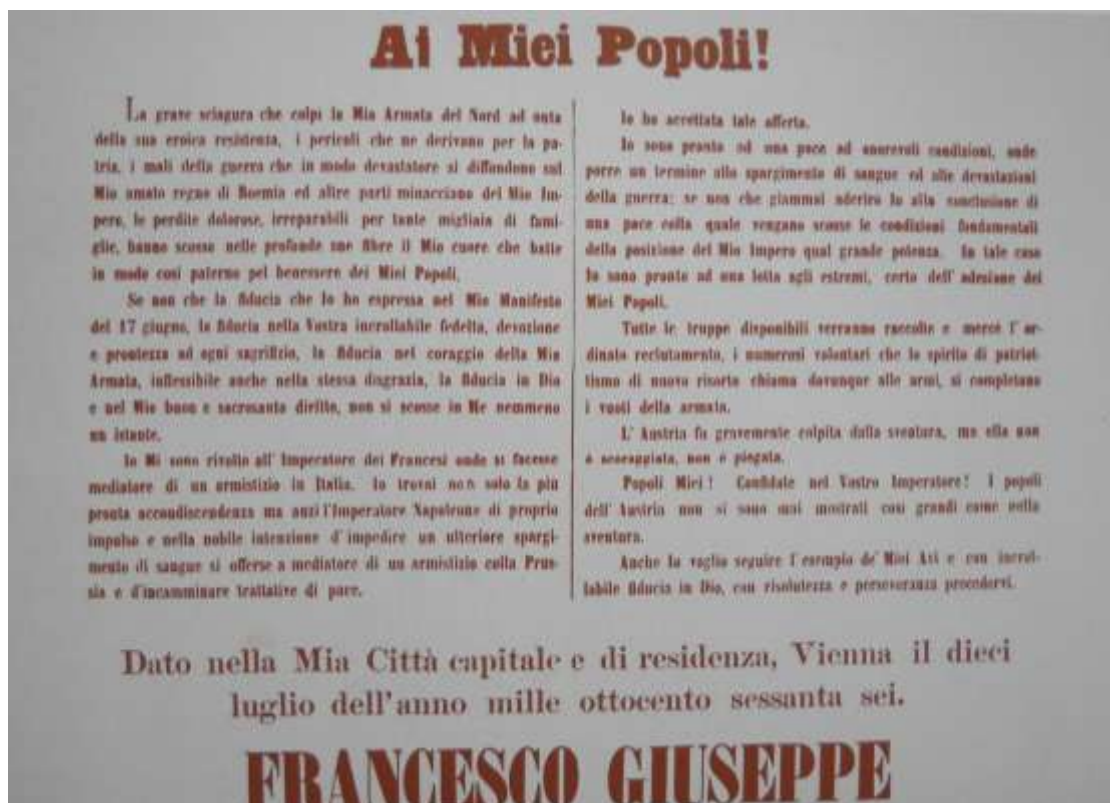 Ai Miei Popoli!
La grave sciagura che colpì la Mia Armata del Nord ad onta
della sua eroica resistenza, i pericoli che ne derivano per la pa-
tria, i mali della guerra che in modo devastatore si diffondono sul
Mio amato regno di Boemia ed altre parti minacciano del Mio Im-
pero, le perdite dolorose, irreparabili per tante migliaia di fami-
glie, hanno scosso nelle profonde sue fibre il Mio cuore che batte
in modo così paterno pel benessere dei Miei Popoli.
Se non che la fiducia che Io ho espressa nel Mio Manifesto
del 17 giugno, la fiducia nella Vostra incrollabile fedeltà, devozione
e prontezza ad ogni sagrifizio, la fiducia nel coraggio della Mia
Armata, inflessibile anche nella stessa disgrazia, la fiducia in Dio
e nel Mio buon e sacrosanto diritto, non si scosse in Me nemmeno
un istante.
Io Mi sono rivolto all' Imperatore dei Francesi onde si facesse
mediatore di un armistizio in Italia. Io trovai non solo la più
pronta accondiscendenza ma anzi l'Imperatore Napoleone di proprio
impulso e nella nobile intenzione d' impedire un ulteriore spargi-
mento di sangue si offerse a mediatore di un armistizio colla Prus-
sia e d'incamminare trattative di pace.
Io ho accettata tale offerta.
Io sono pronto ad una pace ad onorevoli condizioni, onde
porre un termine allo spargimento di sangue ed alle devastazioni
della guerra; se non che giammai aderirò Io alla conclusione di
una pace colla quale vengano scosse le condizioni fondamentali
della posizione del Mio Impero qual grande potenza. In tale caso
Io sono pronto ad una lotta agli estremi, certo dell' adesione dei
Miei Popoli.
Tutte le truppe disponibili verranno raccolte e mercè l' or-
dinato reclutamento, i numerosi volontari che lo spirito di patriot-
tismo di nuovo risorto chiama dovunque alle armi, si completano
i vuoti della armata.
L' Austria fu gravemente colpita dalla sventura, ma ella non
è scoraggiata, non è piegata.
Popoli Miei! Confidate nel Vostro Imperatore! I popoli
dell' Austria non si sono mai mostrati così grandi come nella
sventura.
Anche Io voglio seguire l' esempio de' Miei Avi e con incrol-
labile fiducia in Dio, con risolutezza e perseveranza precedervi.
Dato nella Mia Città capitale e di residenza, Vienna il dieci
luglio dell'anno mille ottocento sessanta sei.
FRANCESCO GIUSEPPE